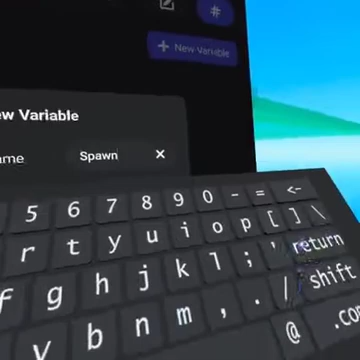 #
+ New Variable
ew Variable
ame Spawn ×
5 6 7 8 9 0 - = <-
r t y u i o p [ ] \
f g h j k l ; ' return
v b n m , . / shift
@ .co